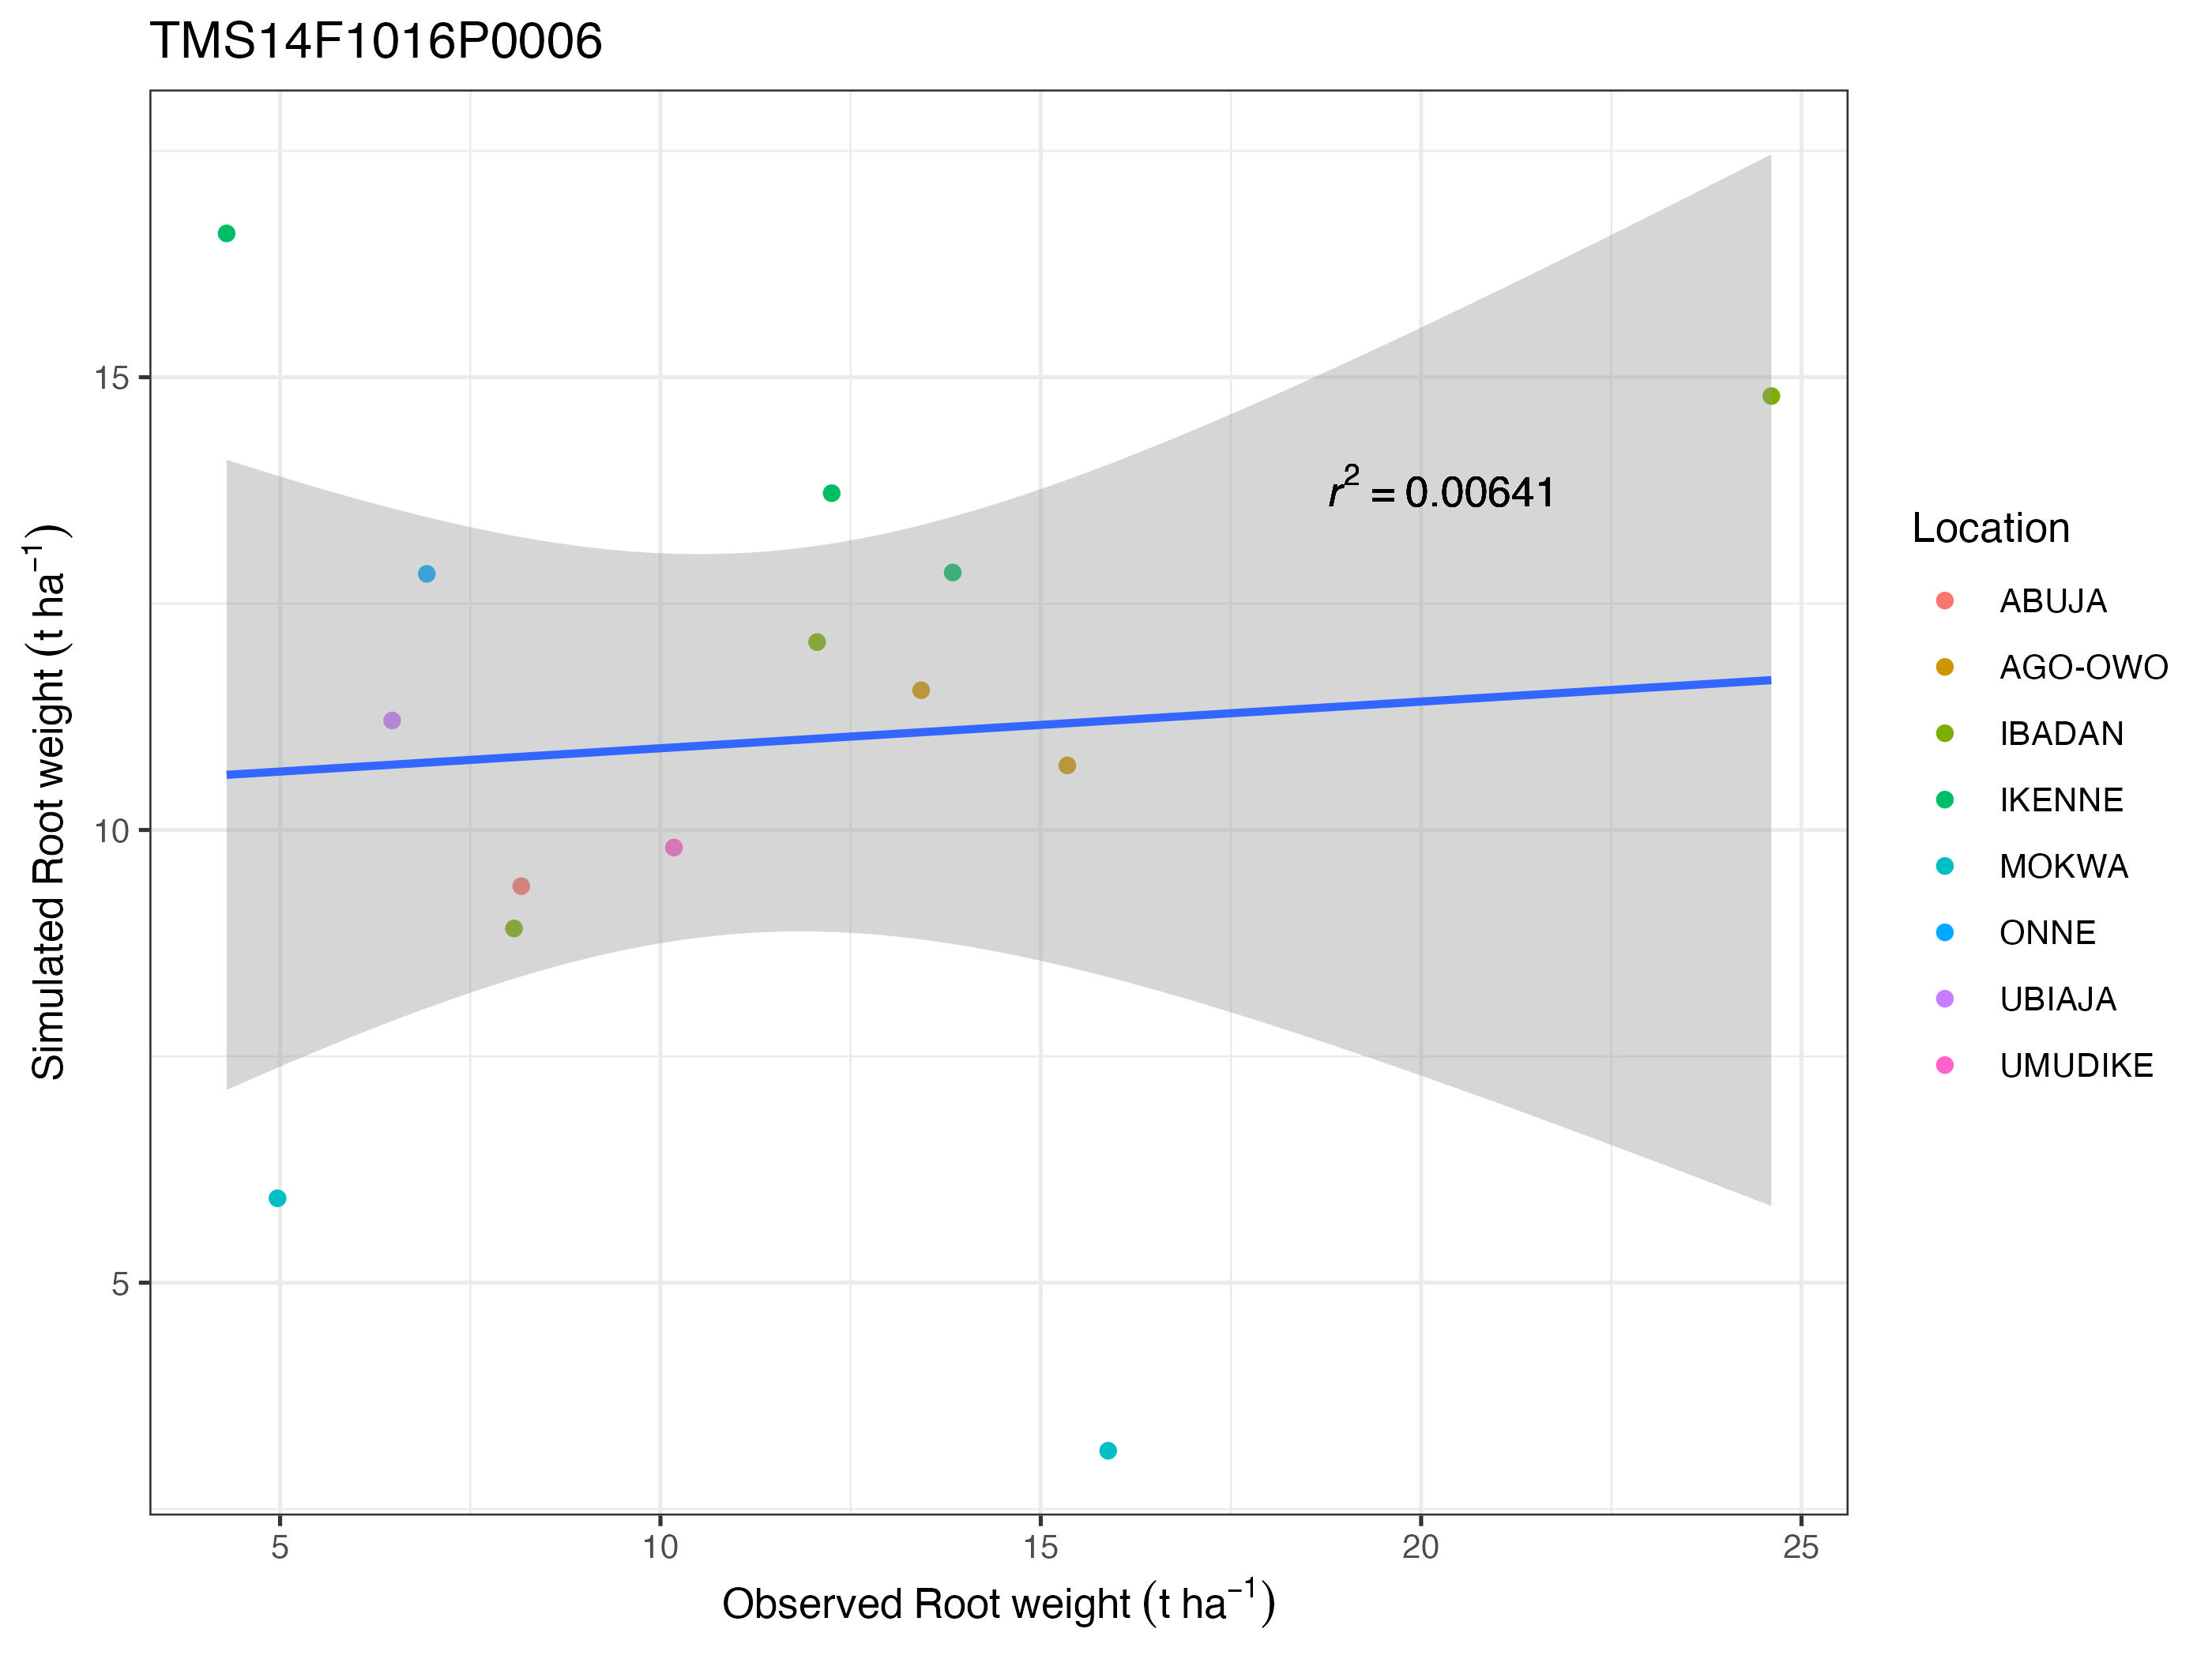 TMS14F1016P0006
15
10
5
Simulated Root weight (t ha⁻¹)
r² = 0.00641
5 10 15 20 25
Observed Root weight (t ha⁻¹)
Location
ABUJA
AGO-OWO
IBADAN
IKENNE
MOKWA
ONNE
UBIAJA
UMUDIKE